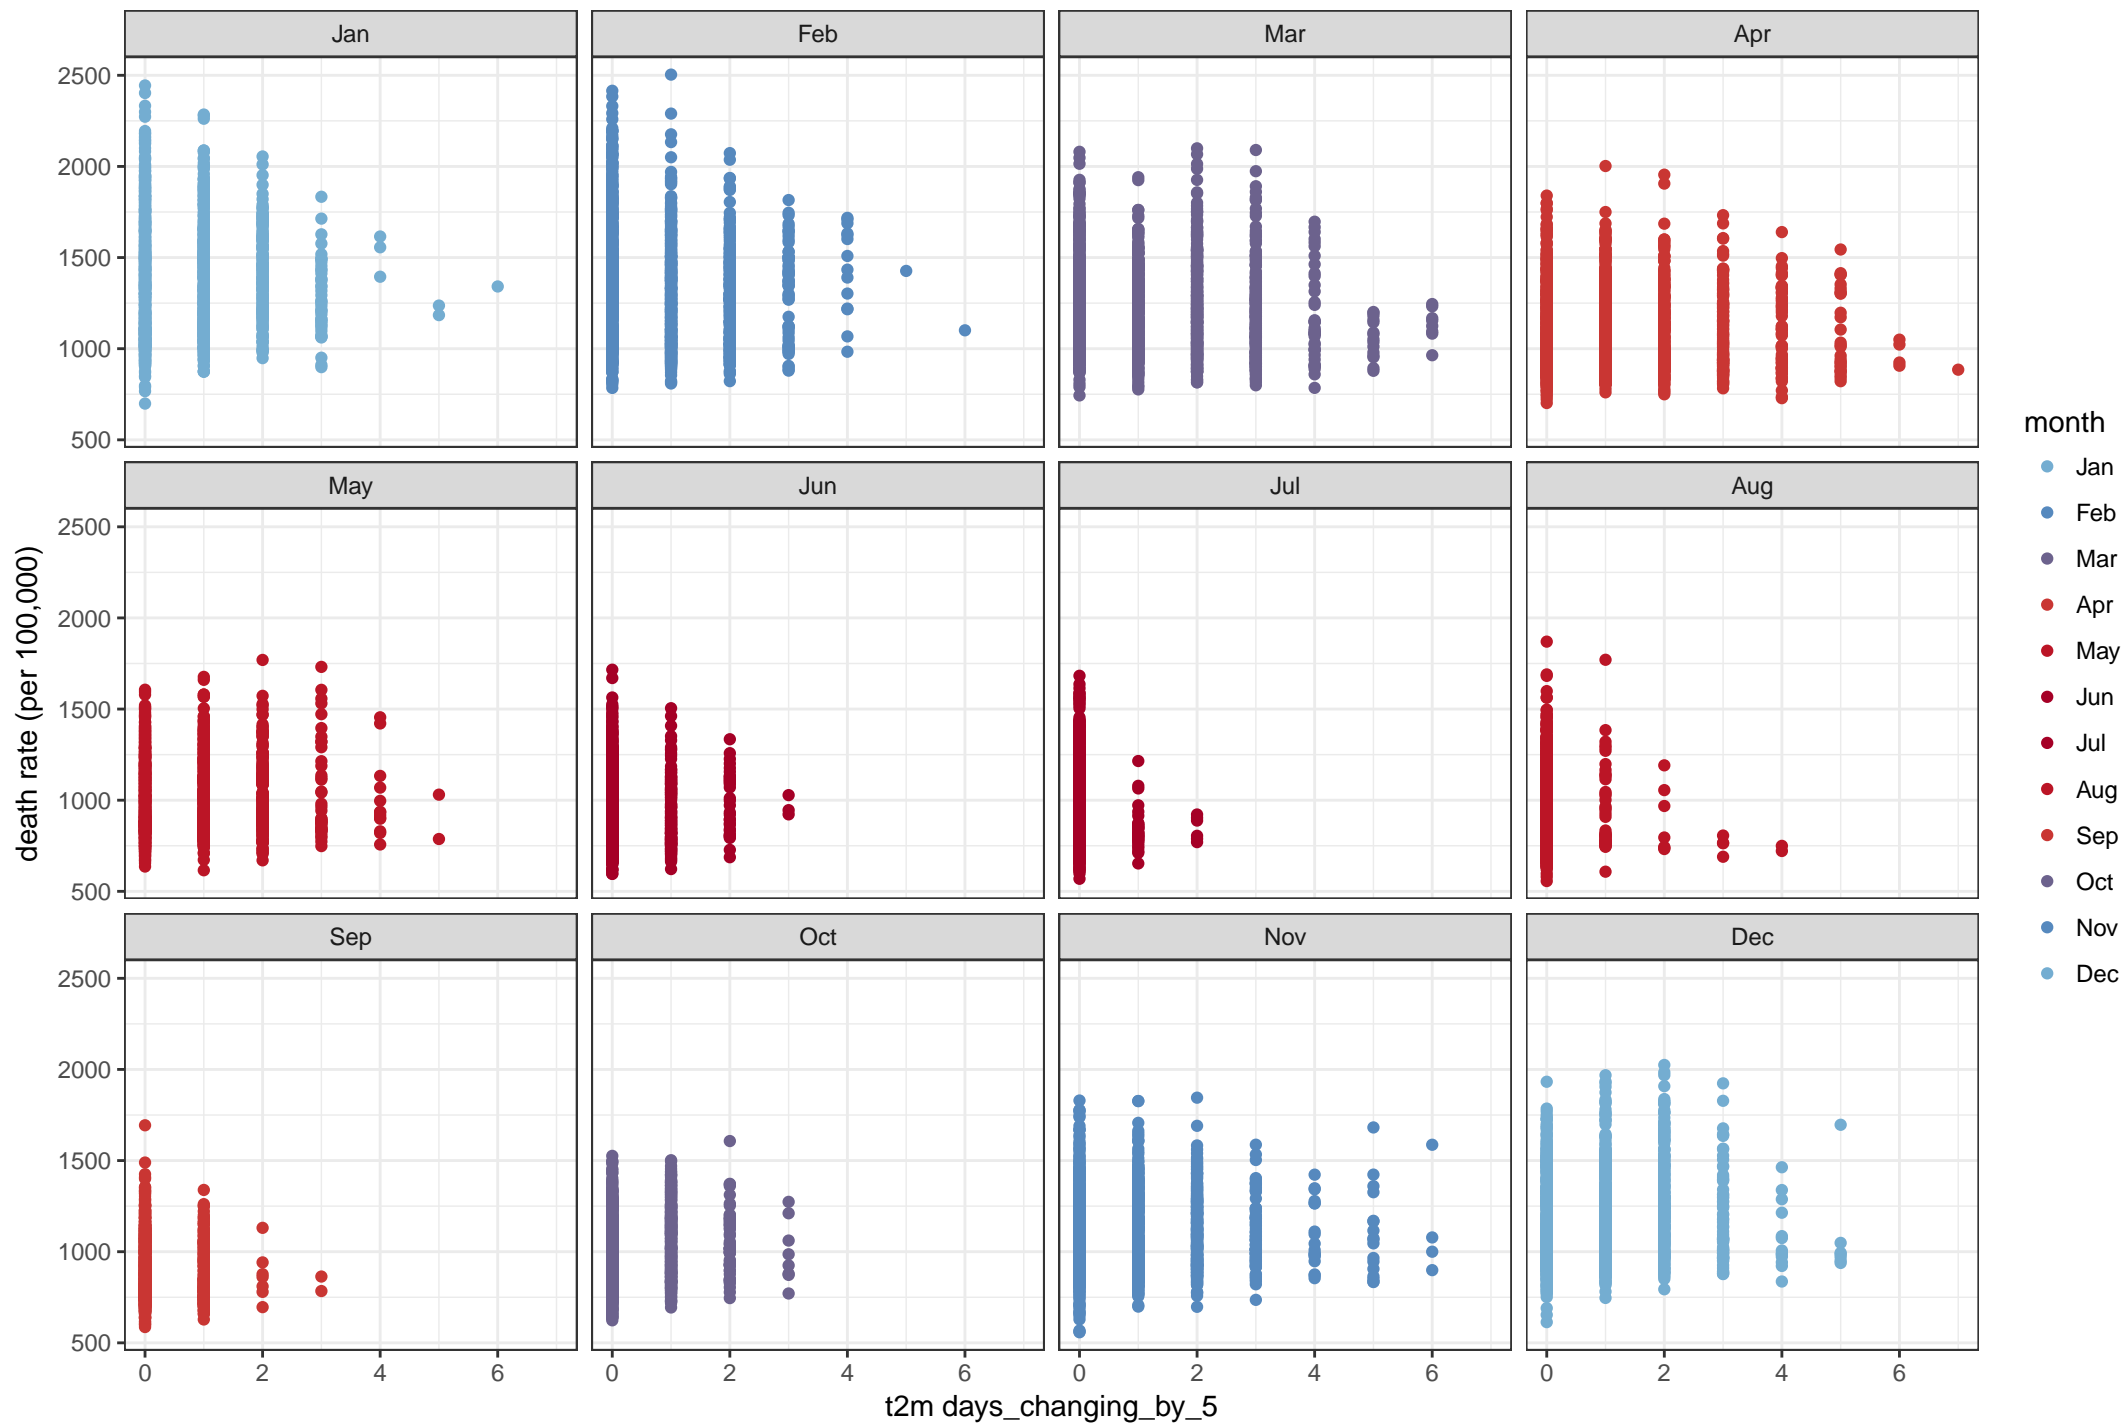 Jan Feb Mar Apr
2500
2000
1500
1000
500
May Jun Jul Aug
2500
2000
1500
1000
500
Sep Oct Nov Dec
2500
2000
1500
1000
500
0 2 4 6 0 2 4 6 0 2 4 6 0 2 4 6
t2m days_changing_by_5
death rate (per 100,000)
month
Jan
Feb
Mar
Apr
May
Jun
Jul
Aug
Sep
Oct
Nov
Dec